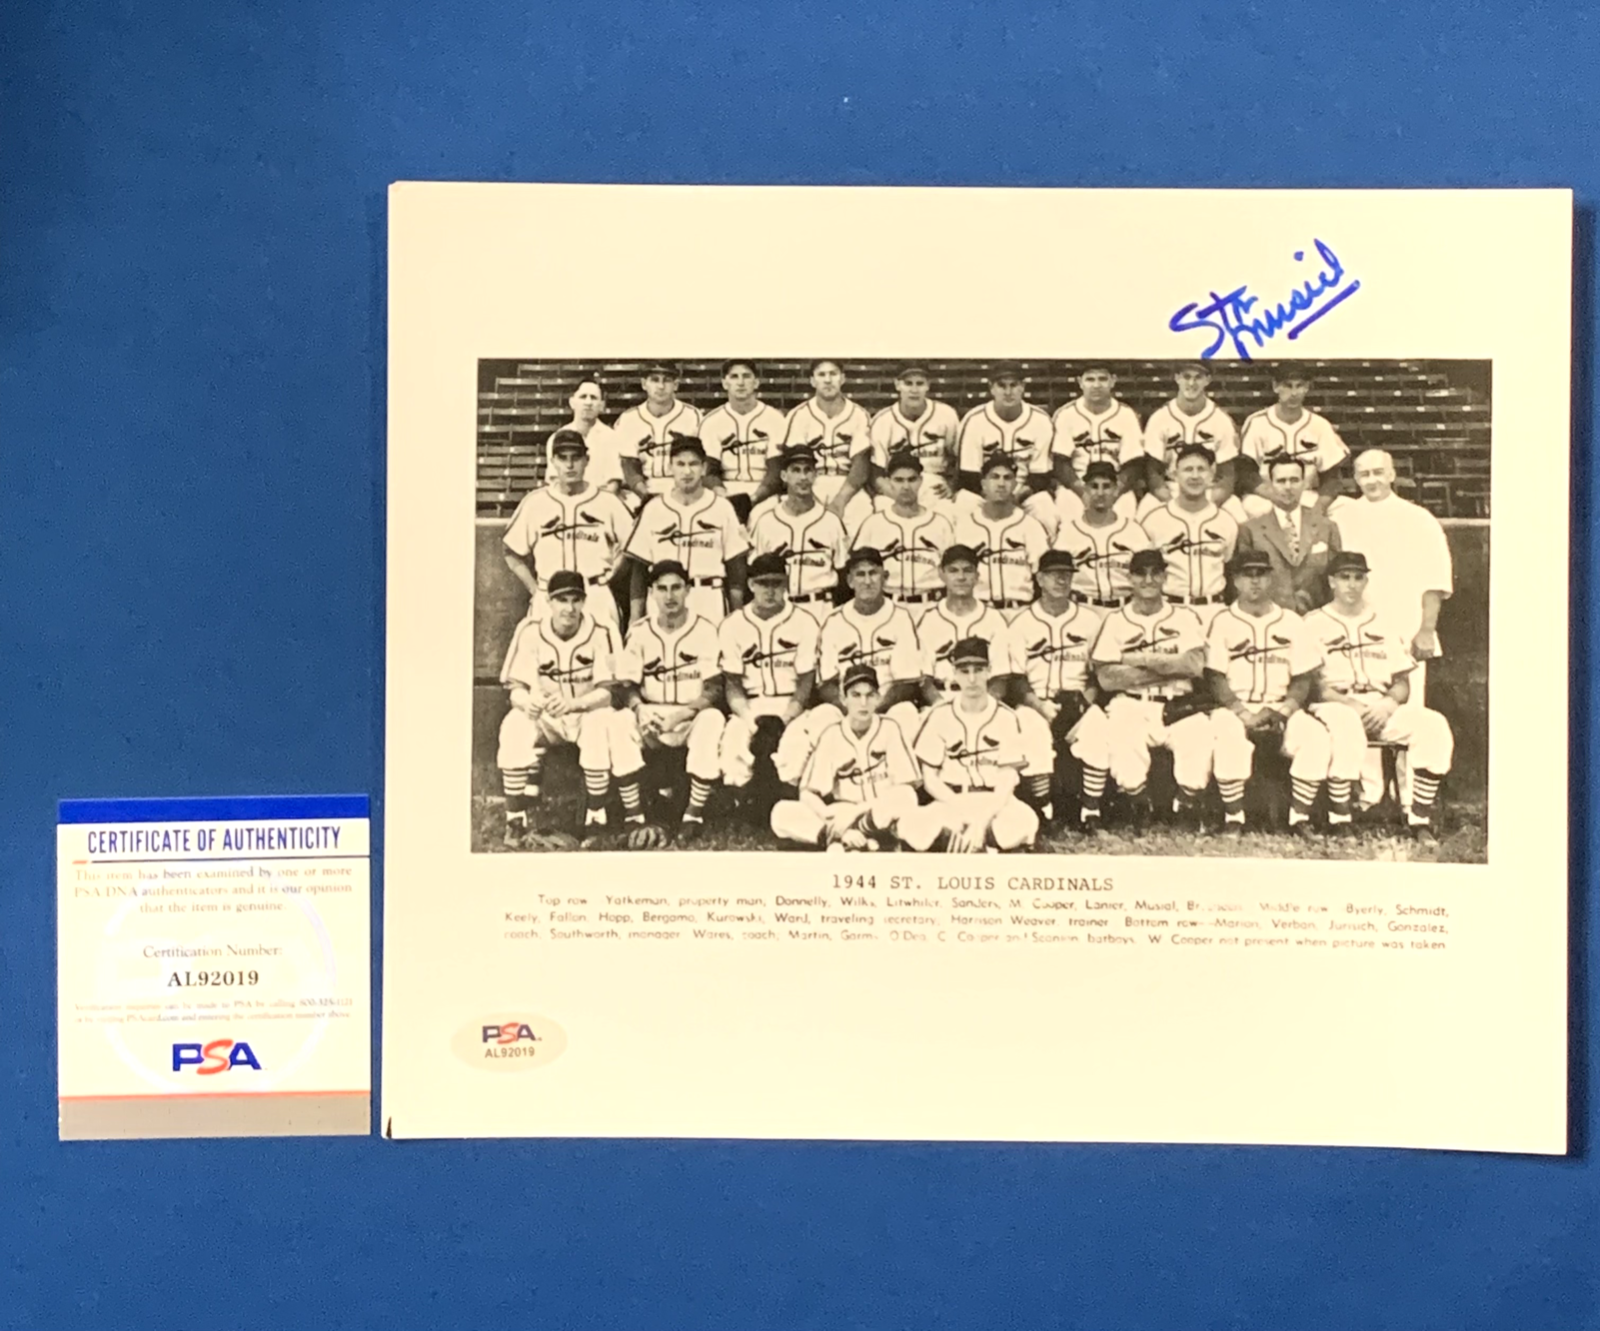 Stan Musial
Cardinals
1944 ST. LOUIS CARDINALS
Top row Yatkeman, property man, Donnelly, Wilks, Litwhiler, Sanders, M. Cooper, Lanier, Musial, Middle row Byerly, Schmidt,
Keely, Fallon, Hopp, Bergamo, Kurowski, Ward, traveling secretary, Harrison Weaver, trainer Bottom row--Marion, Verban, Jurisich, Gonzalez,
coach, Southworth, manager Wares, coach, Martin, Garms O'Dea, C. Cooper and Scanlon batboys. W Cooper not present when picture was taken
PSA
AL92019
CERTIFICATE OF AUTHENTICITY
This item has been examined by one or more
PSA DNA authenticators and it is our opinion
that the item is genuine.
Certification Number:
AL92019
PSA